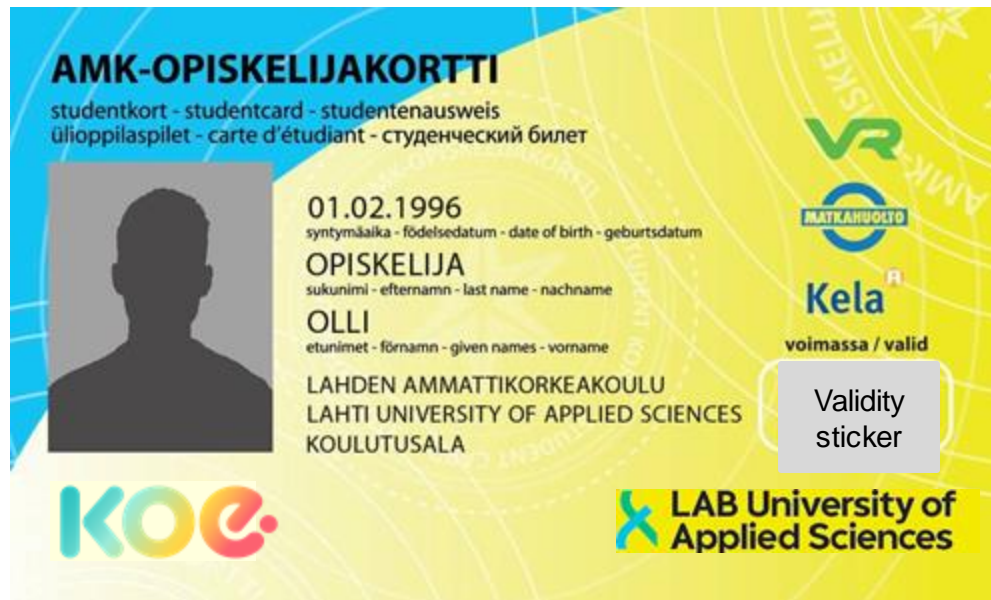 AMK-OPISKELIJAKORTTI
studentkort - studentcard - studentenausweis
ülioppilaspilet - carte d'étudiant - студенческий билет
01.02.1996
syntymäaika - födelsedatum - date of birth - geburtsdatum
OPISKELIJA
sukunimi - efternamn - last name - nachname
OLLI
etunimet - förnamn - given names - vorname
LAHDEN AMMATTIKORKEAKOULU
LAHTI UNIVERSITY OF APPLIED SCIENCES
KOULUTUSALA
VR
MATKAHUOLTO
Kela
voimassa / valid
Validity
sticker
KOE
LAB University of
Applied Sciences